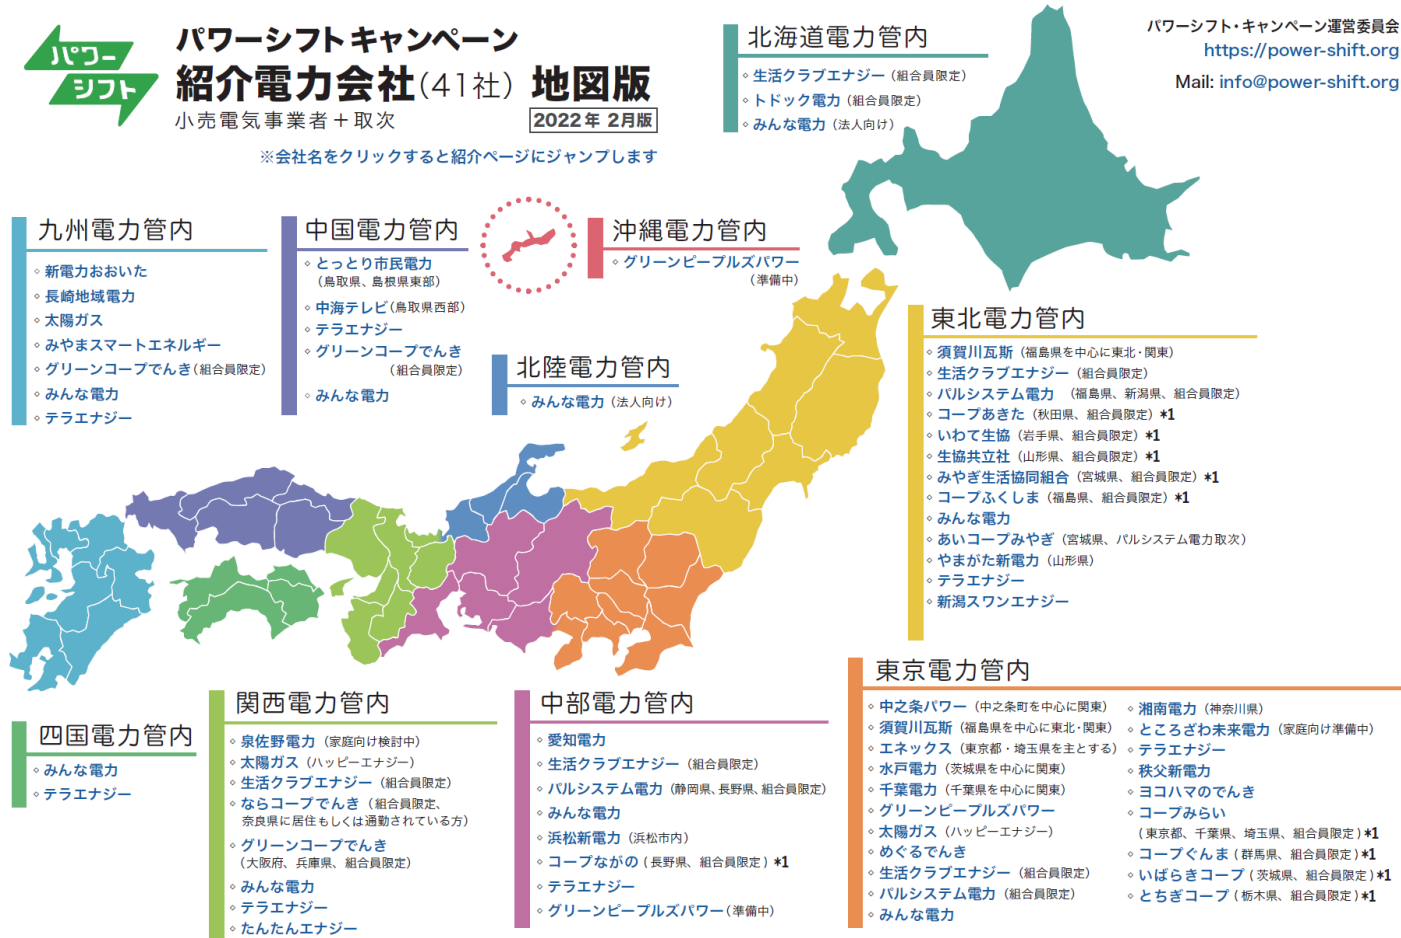 パワー
シフト
パワーシフトキャンペーン
紹介電力会社(41社) 地図版
小売電気事業者＋取次
2022年 2月版
※会社名をクリックすると紹介ページにジャンプします
パワーシフト・キャンペーン運営委員会
https://power-shift.org
Mail: info@power-shift.org
北海道電力管内
◇生活クラブエナジー（組合員限定）
◇トドック電力（組合員限定）
◇みんな電力（法人向け）
九州電力管内
◇新電力おおいた
◇長崎地域電力
◇太陽ガス
◇みやまスマートエネルギー
◇グリーンコープでんき(組合員限定)
◇みんな電力
◇テラエナジー
中国電力管内
◇とっとり市民電力
（鳥取県、島根県東部）
◇中海テレビ(鳥取県西部)
◇テラエナジー
◇グリーンコープでんき
（組合員限定）
◇みんな電力
沖縄電力管内
◇グリーンピープルズパワー
（準備中）
北陸電力管内
◇みんな電力（法人向け）
東北電力管内
◇須賀川瓦斯（福島県を中心に東北・関東）
◇生活クラブエナジー（組合員限定）
◇パルシステム電力 （福島県、新潟県、組合員限定）
◇コープあきた（秋田県、組合員限定）*1
◇いわて生協（岩手県、組合員限定）*1
◇生協共立社（山形県、組合員限定）*1
◇みやぎ生活協同組合（宮城県、組合員限定）*1
◇コープふくしま（福島県、組合員限定）*1
◇みんな電力
◇あいコープみやぎ（宮城県、パルシステム電力取次）
◇やまがた新電力（山形県）
◇テラエナジー
◇新潟スワンエナジー
四国電力管内
◇みんな電力
◇テラエナジー
関西電力管内
◇泉佐野電力（家庭向け検討中）
◇太陽ガス（ハッピーエナジー）
◇生活クラブエナジー（組合員限定）
◇ならコープでんき（組合員限定、
奈良県に居住もしくは通勤されている方）
◇グリーンコープでんき
（大阪府、兵庫県、組合員限定）
◇みんな電力
◇テラエナジー
◇たんたんエナジー
中部電力管内
◇愛知電力
◇生活クラブエナジー（組合員限定）
◇パルシステム電力（静岡県、長野県、組合員限定）
◇みんな電力
◇浜松新電力（浜松市内）
◇コープながの(長野県、組合員限定) *1
◇テラエナジー
◇グリーンピープルズパワー(準備中)
東京電力管内
◇中之条パワー（中之条町を中心に関東）
◇須賀川瓦斯（福島県を中心に東北・関東）
◇エネックス（東京都・埼玉県を主とする）
◇水戸電力（茨城県を中心に関東）
◇千葉電力（千葉県を中心に関東）
◇グリーンピープルズパワー
◇太陽ガス（ハッピーエナジー）
◇めぐるでんき
◇生活クラブエナジー（組合員限定）
◇パルシステム電力（組合員限定）
◇みんな電力
◇湘南電力（神奈川県）
◇ところざわ未来電力（家庭向け準備中）
◇テラエナジー
◇秩父新電力
◇ヨコハマのでんき
◇コープみらい
(東京都、千葉県、埼玉県、組合員限定)*1
◇コープぐんま(群馬県、組合員限定)*1
◇いばらきコープ(茨城県、組合員限定)*1
◇とちぎコープ(栃木県、組合員限定)*1